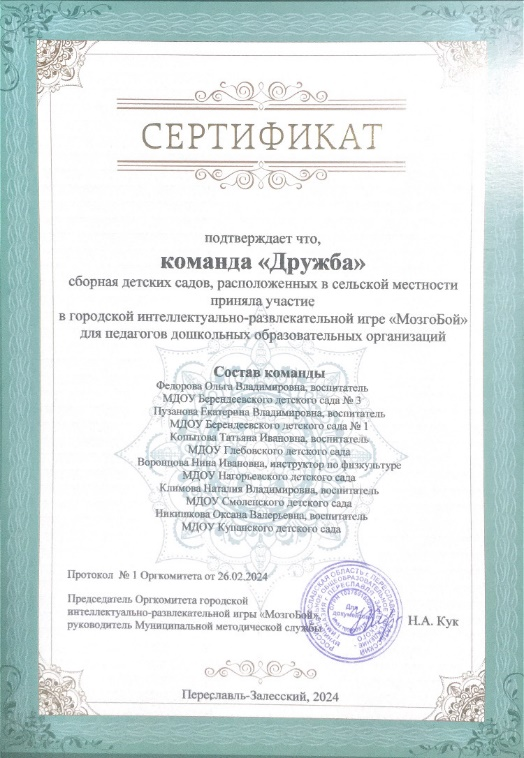 СЕРТИФИКАТ
подтверждает что,
команда «Дружба»
сборная детских садов, расположенных в сельской местности
приняла участие
в городской интеллектуально-развлекательной игре «МозгоБой»
для педагогов дошкольных образовательных организаций
Состав команды
Федорова Ольга Владимировна, воспитатель
МДОУ Берендеевского детского сада № 3
Пузанова Екатерина Владимировна, воспитатель
МДОУ Берендеевского детского сада № 1
Копытова Татьяна Ивановна, воспитатель
МДОУ Глебовского детского сада
Воронцова Нина Ивановна, инструктор по физкультуре
МДОУ Нагорьевского детского сада
Климова Наталия Владимировна, воспитатель
МДОУ Смоленского детского сада
Никишкова Оксана Валерьевна, воспитатель
МДОУ Купанского детского сада
Протокол № 1 Оргкомитета от 26.02.2024
Председатель Оргкомитета городской
интеллектуально-развлекательной игры «МозгоБой»,
руководитель Муниципальной методической службы
Н.А. Кук
Для
документов
Переславль-Залесский, 2024